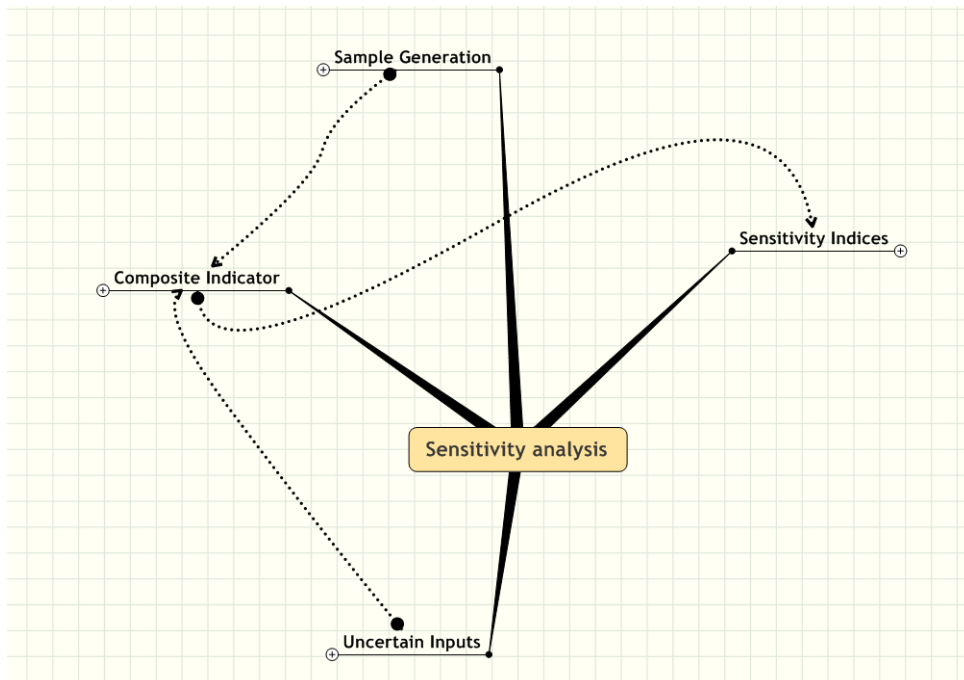 Sample Generation
Sensitivity Indices
Composite Indicator
Sensitivity analysis
Uncertain Inputs